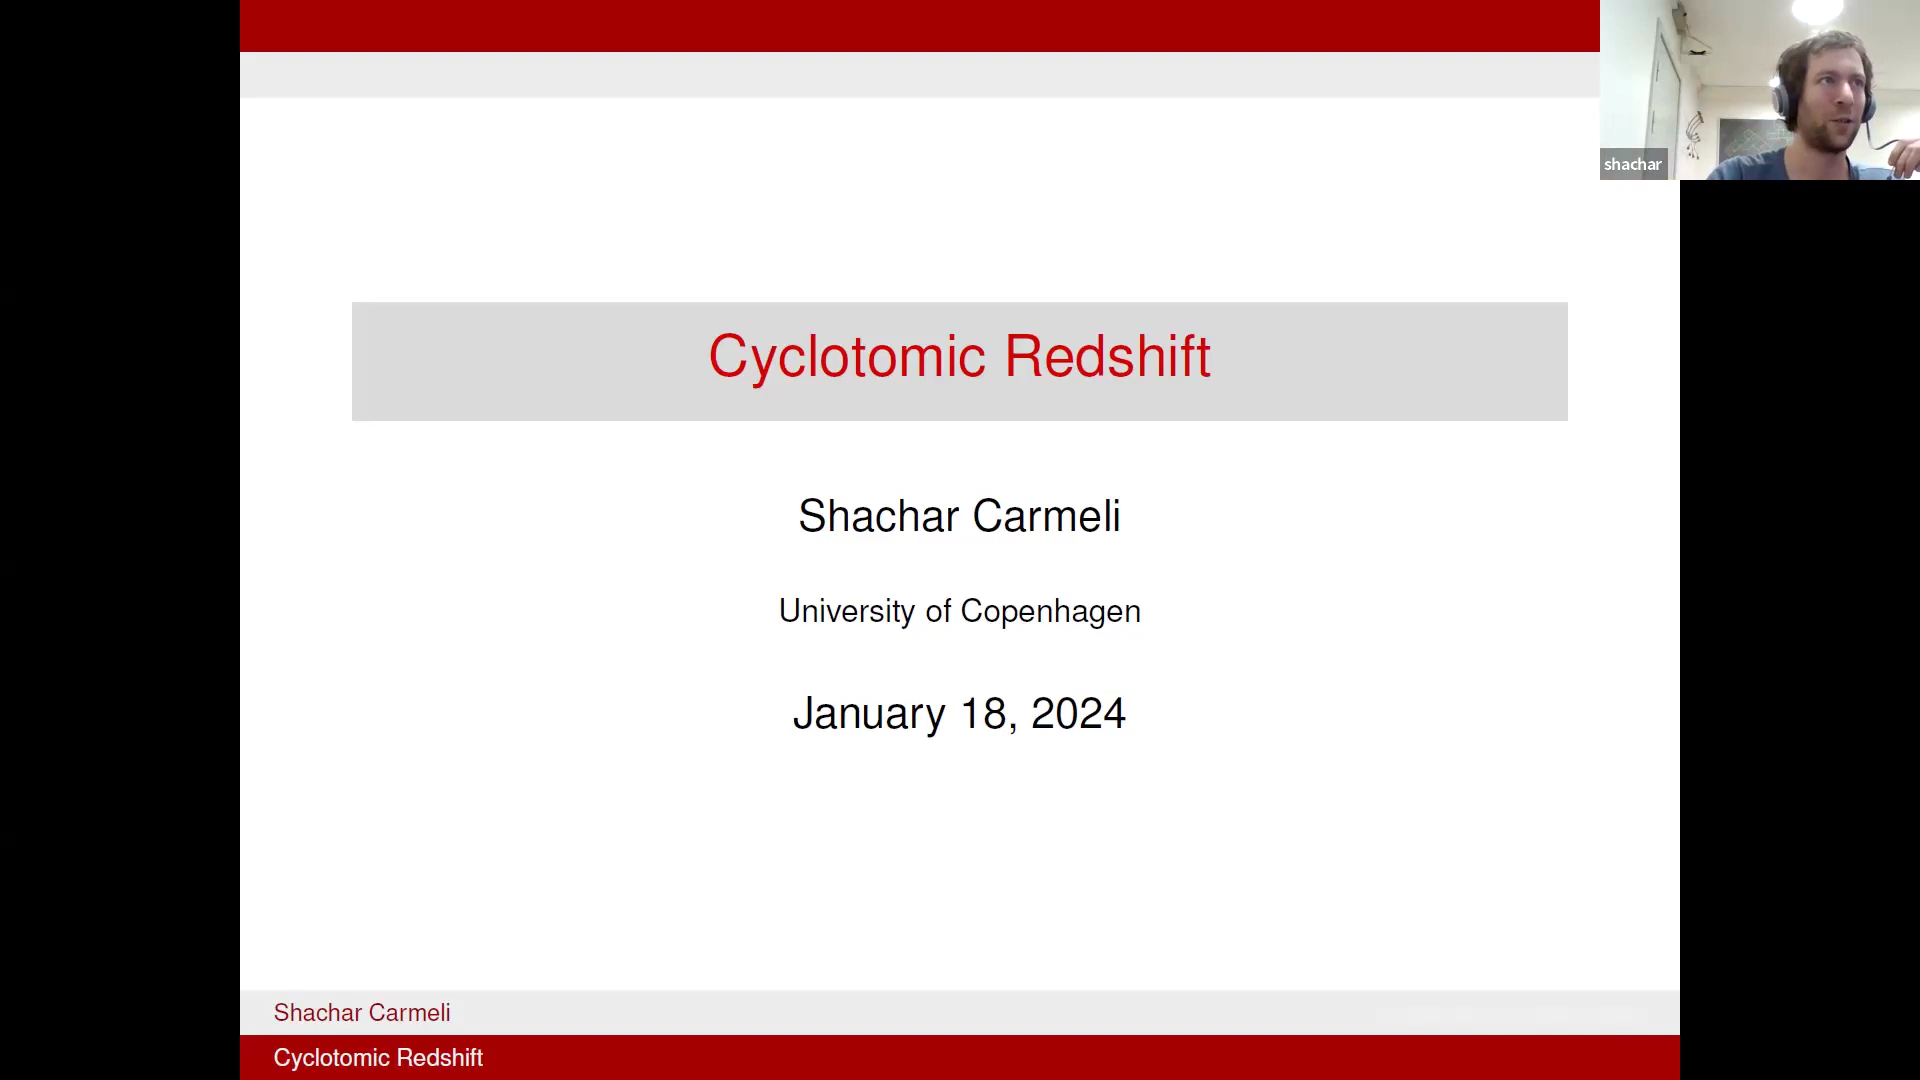 shachar
Cyclotomic Redshift
Shachar Carmeli
University of Copenhagen
January 18, 2024
Shachar Carmeli
Cyclotomic Redshift